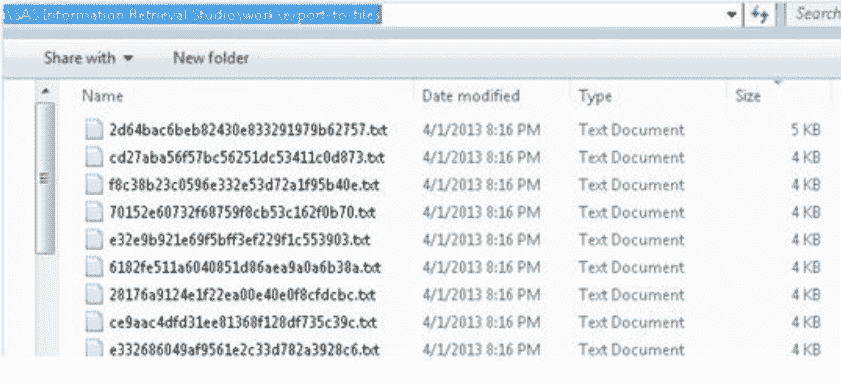 \SAS Information Retrieval Studio\work\export-to-files
Search
Share with New folder
Name Date modified Type Size
2d64bac6beb82430e833291979b62757.txt 4/1/2013 8:16 PM Text Document 5 KB
cd27aba56f57bc56251dc53411c0d873.txt 4/1/2013 8:16 PM Text Document 4 KB
f8c38b23c0596e332e53d72a1f95b40e.txt 4/1/2013 8:16 PM Text Document 4 KB
70152e60732f68759f8cb53c162f0b70.txt 4/1/2013 8:16 PM Text Document 4 KB
e32e9b921e69f5bff3ef229f1c553903.txt 4/1/2013 8:16 PM Text Document 4 KB
6182fe511a6040851d86aea9a0a6b38a.txt 4/1/2013 8:16 PM Text Document 4 KB
28176a9124e1f22ea00e40e0f8cfdcbc.txt 4/1/2013 8:16 PM Text Document 4 KB
ce9aac4dfd31ee81368f128df735c39c.txt 4/1/2013 8:16 PM Text Document 4 KB
e332686049af9561e2c33d782a3928c6.txt 4/1/2013 8:16 PM Text Document 4 KB